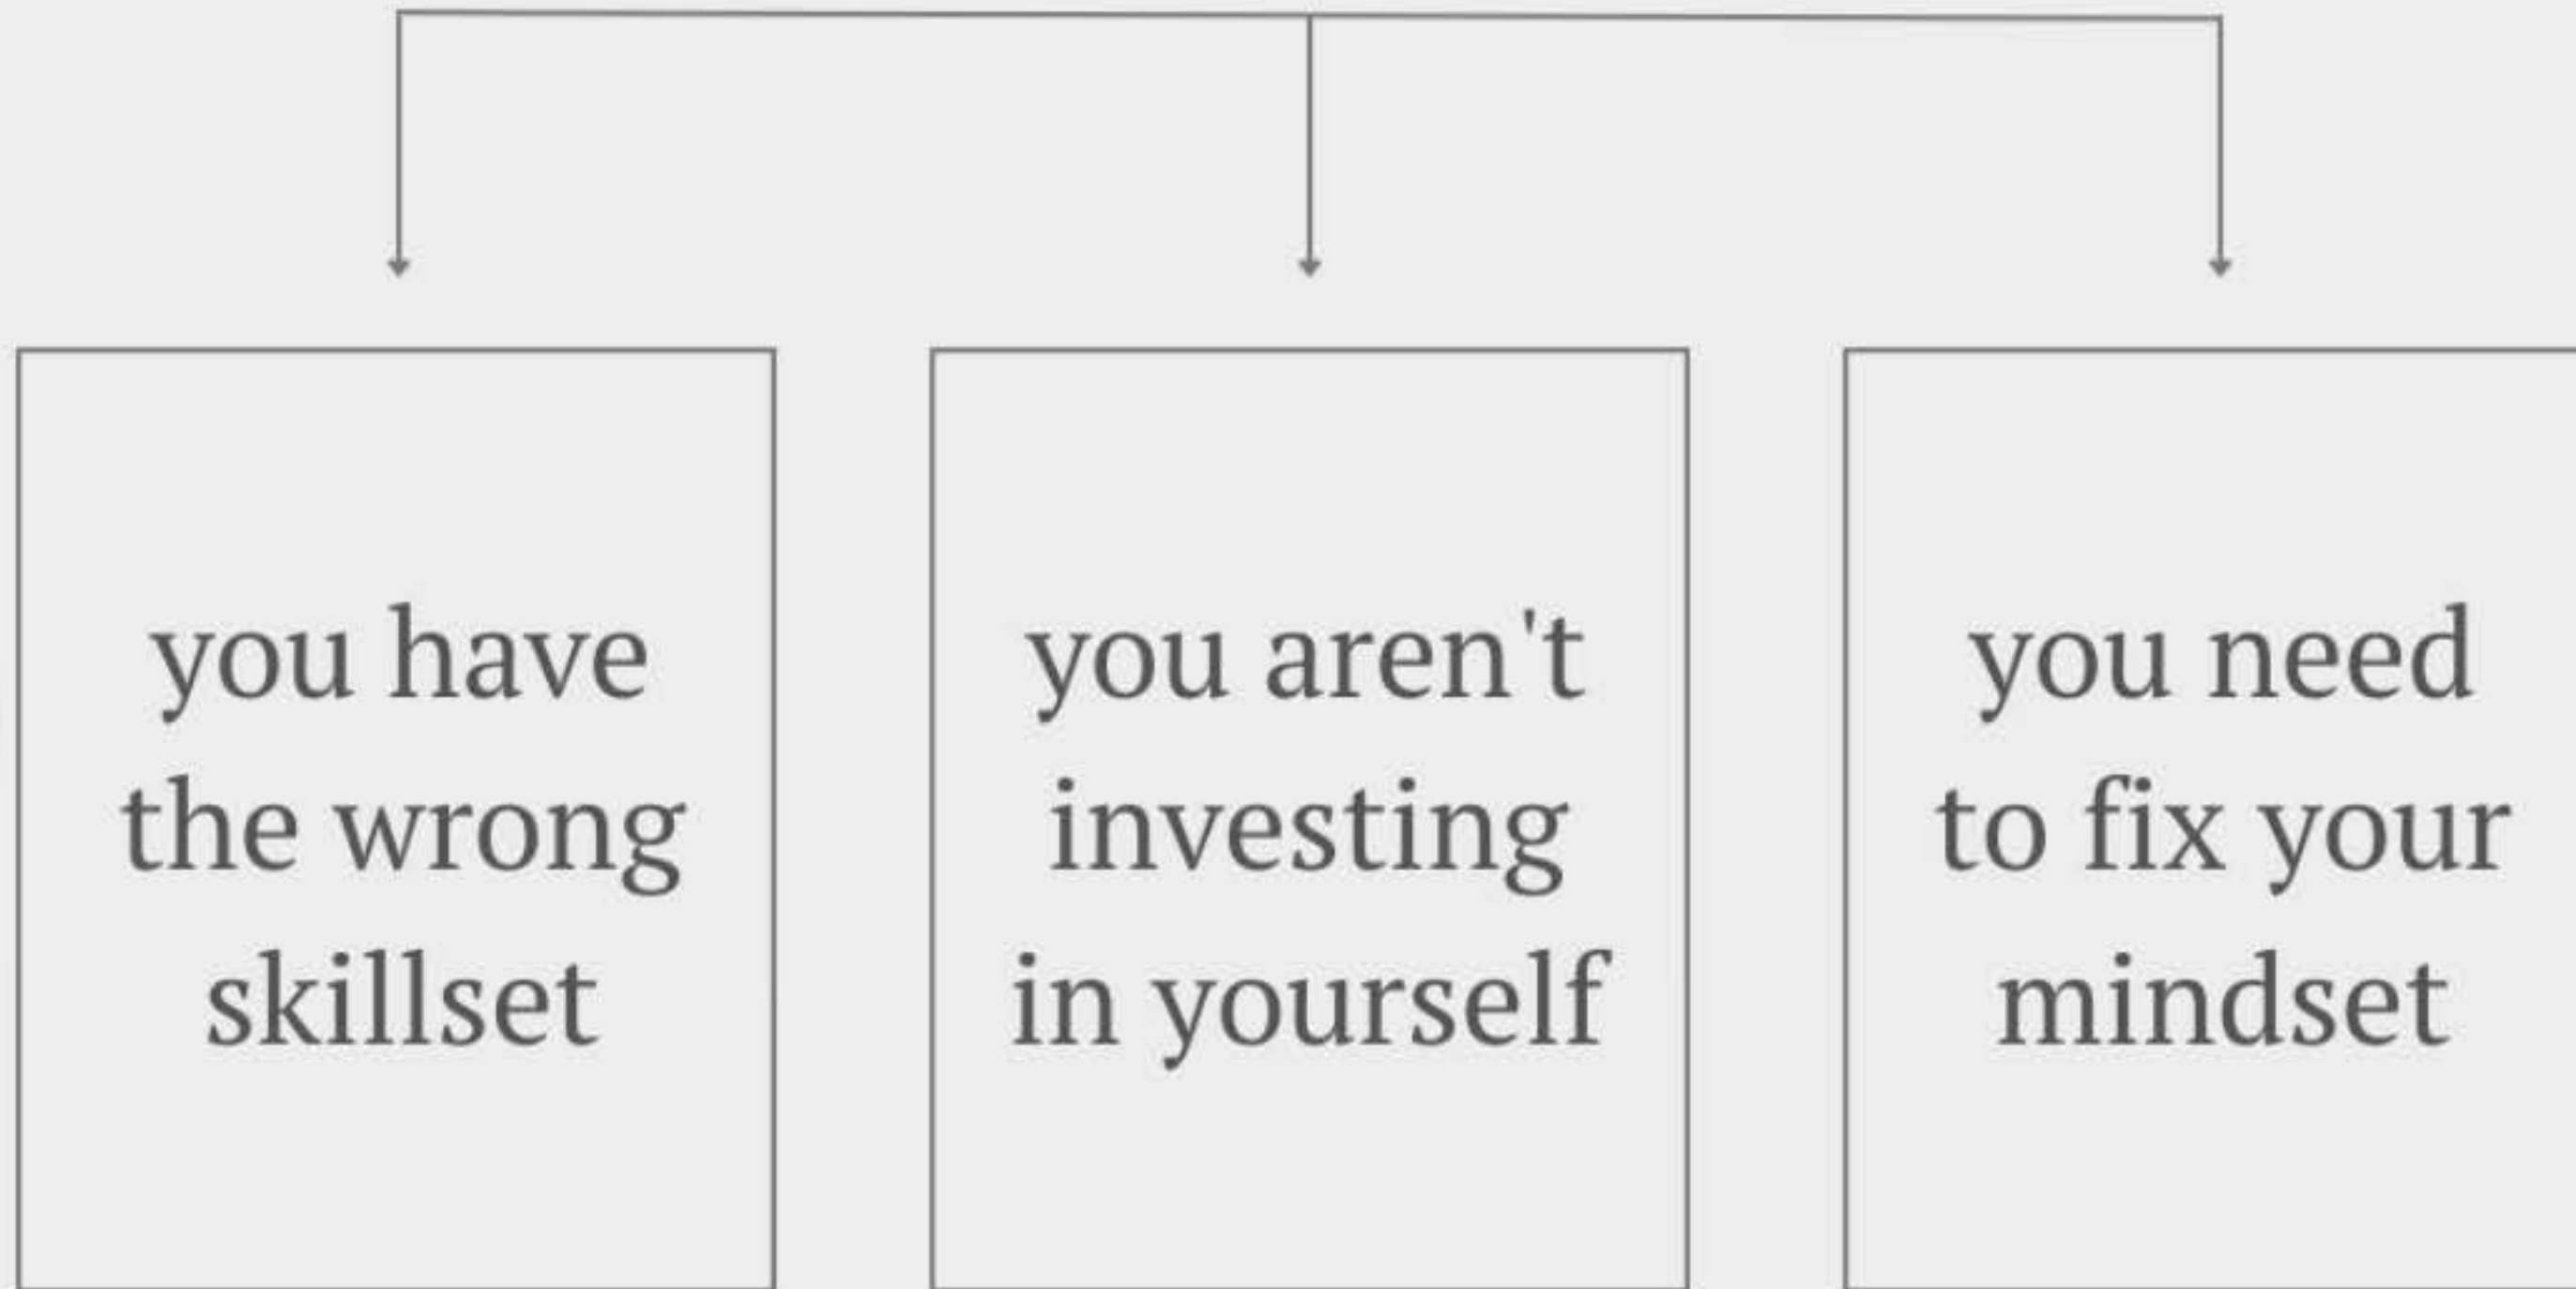 you have
the wrong
skillset
you aren't
investing
in yourself
you need
to fix your
mindset